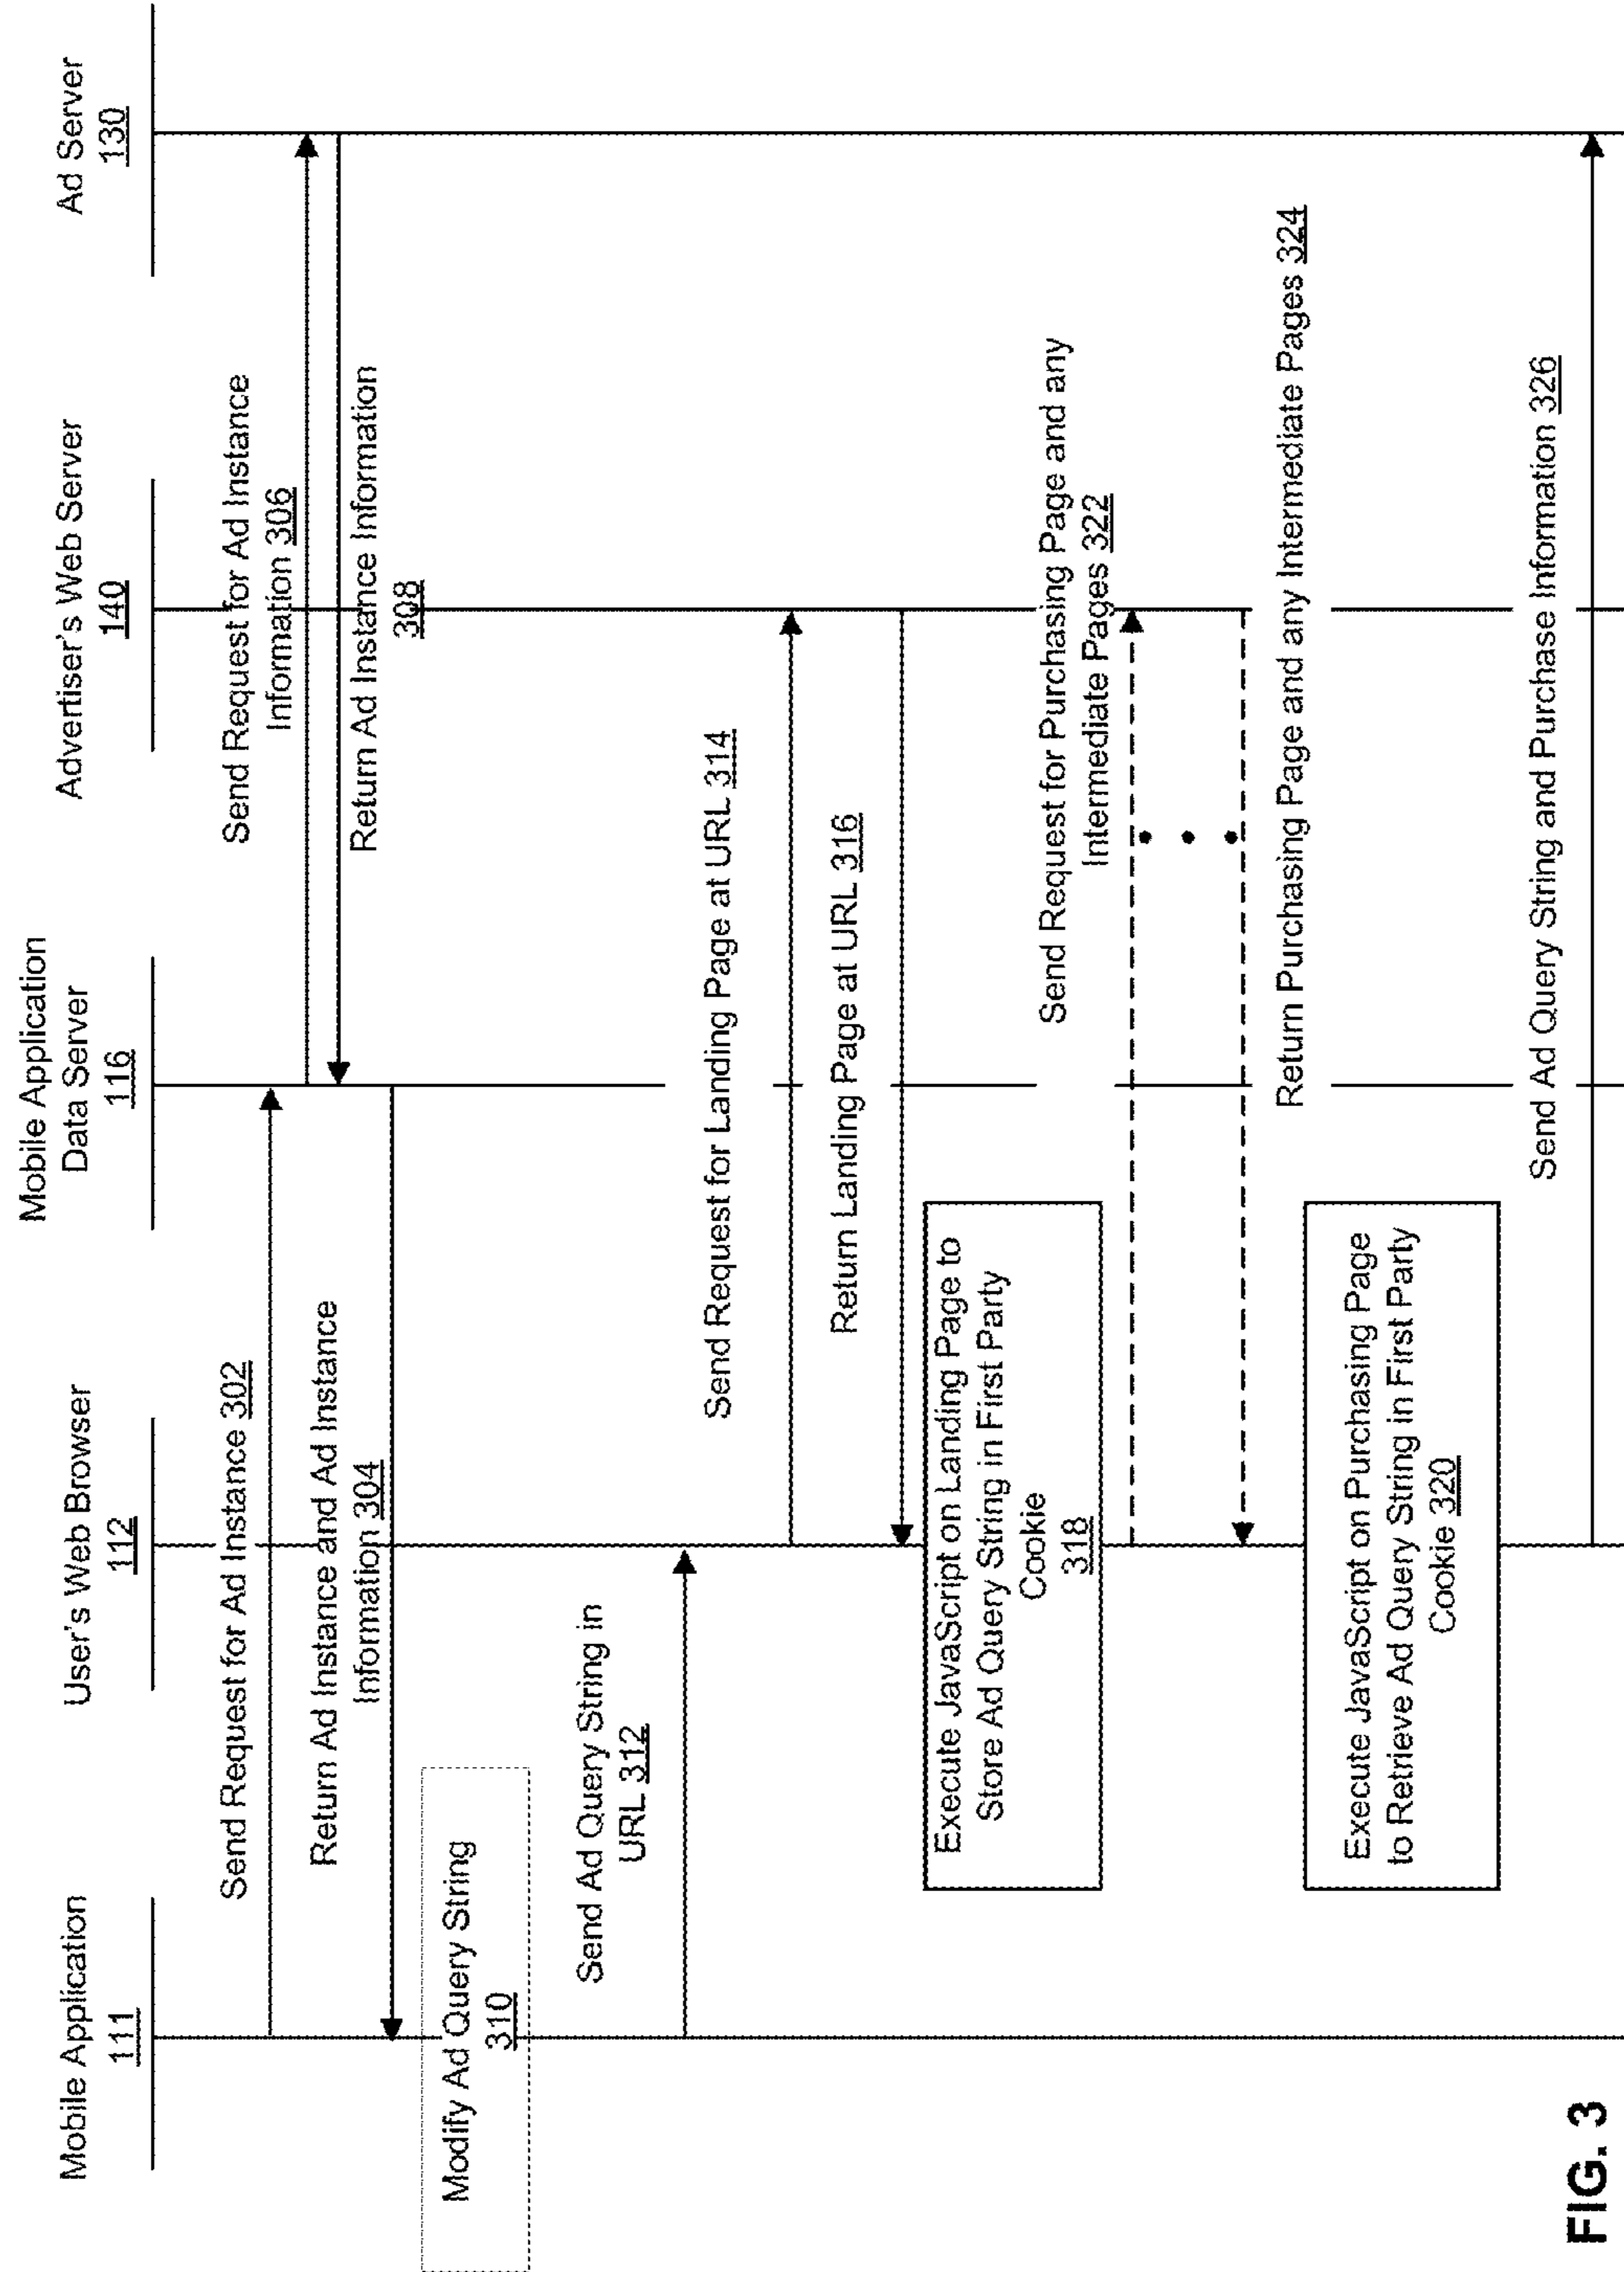 Mobile Application
111
User's Web Browser
112
Mobile Application
Data Server
116
Advertiser's Web Server
140
Ad Server
130
Send Request for Ad Instance 302
Send Request for Ad Instance
Information 306
Return Ad Instance Information
308
Return Ad Instance and Ad Instance
Information 304
Modify Ad Query String
310
Send Ad Query String in
URL 312
Send Request for Landing Page at URL 314
Return Landing Page at URL 316
Execute JavaScript on Landing Page to
Store Ad Query String in First Party
Cookie
318
Send Request for Purchasing Page and any
Intermediate Pages 322
Return Purchasing Page and any Intermediate Pages 324
Execute JavaScript on Purchasing Page
to Retrieve Ad Query String in First Party
Cookie 320
Send Ad Query String and Purchase Information 326
FIG. 3